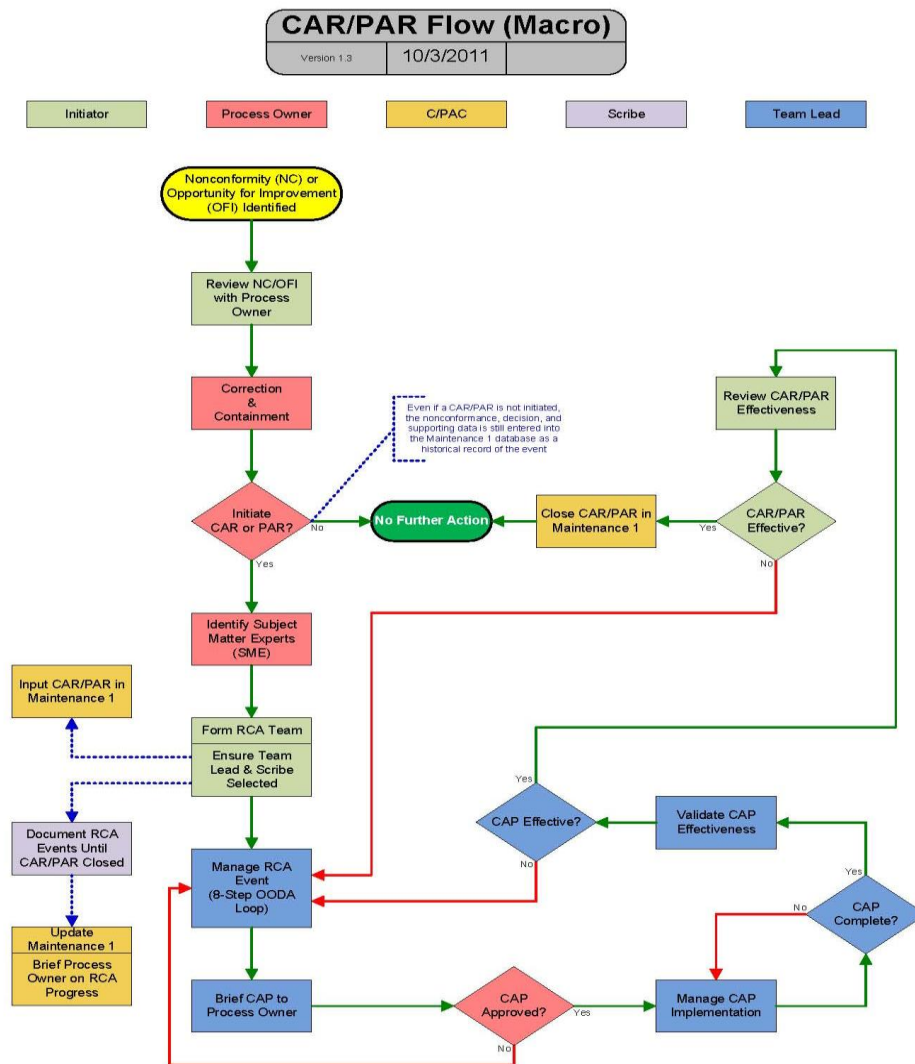 CAR/PAR Flow (Macro)
Version 1.3
10/3/2011
Initiator
Process Owner
C/PAC
Scribe
Team Lead
Nonconformity (NC) or
Opportunity for Improvement
(OFI) Identified
Review NC/OFI
with Process
Owner
Correction
&
Containment
Even if a CAR/PAR is not initiated,
the nonconformance, decision, and
supporting data is still entered into
the Maintenance 1 database as a
historical record of the event
Review CAR/PAR
Effectiveness
Initiate
CAR or PAR?
No
Yes
No Further Action
Close CAR/PAR in
Maintenance 1
Yes
CAR/PAR
Effective?
No
Identify Subject
Matter Experts
(SME)
Input CAR/PAR in
Maintenance 1
Form RCA Team
Ensure Team
Lead & Scribe
Selected
Yes
CAP Effective?
No
Validate CAP
Effectiveness
Document RCA
Events Until
CAR/PAR Closed
Manage RCA
Event
(8-Step OODA
Loop)
Yes
No
CAP
Complete?
Update
Maintenance 1
Brief Process
Owner on RCA
Progress
Brief CAP to
Process Owner
CAP
Approved?
Yes
No
Manage CAP
Implementation